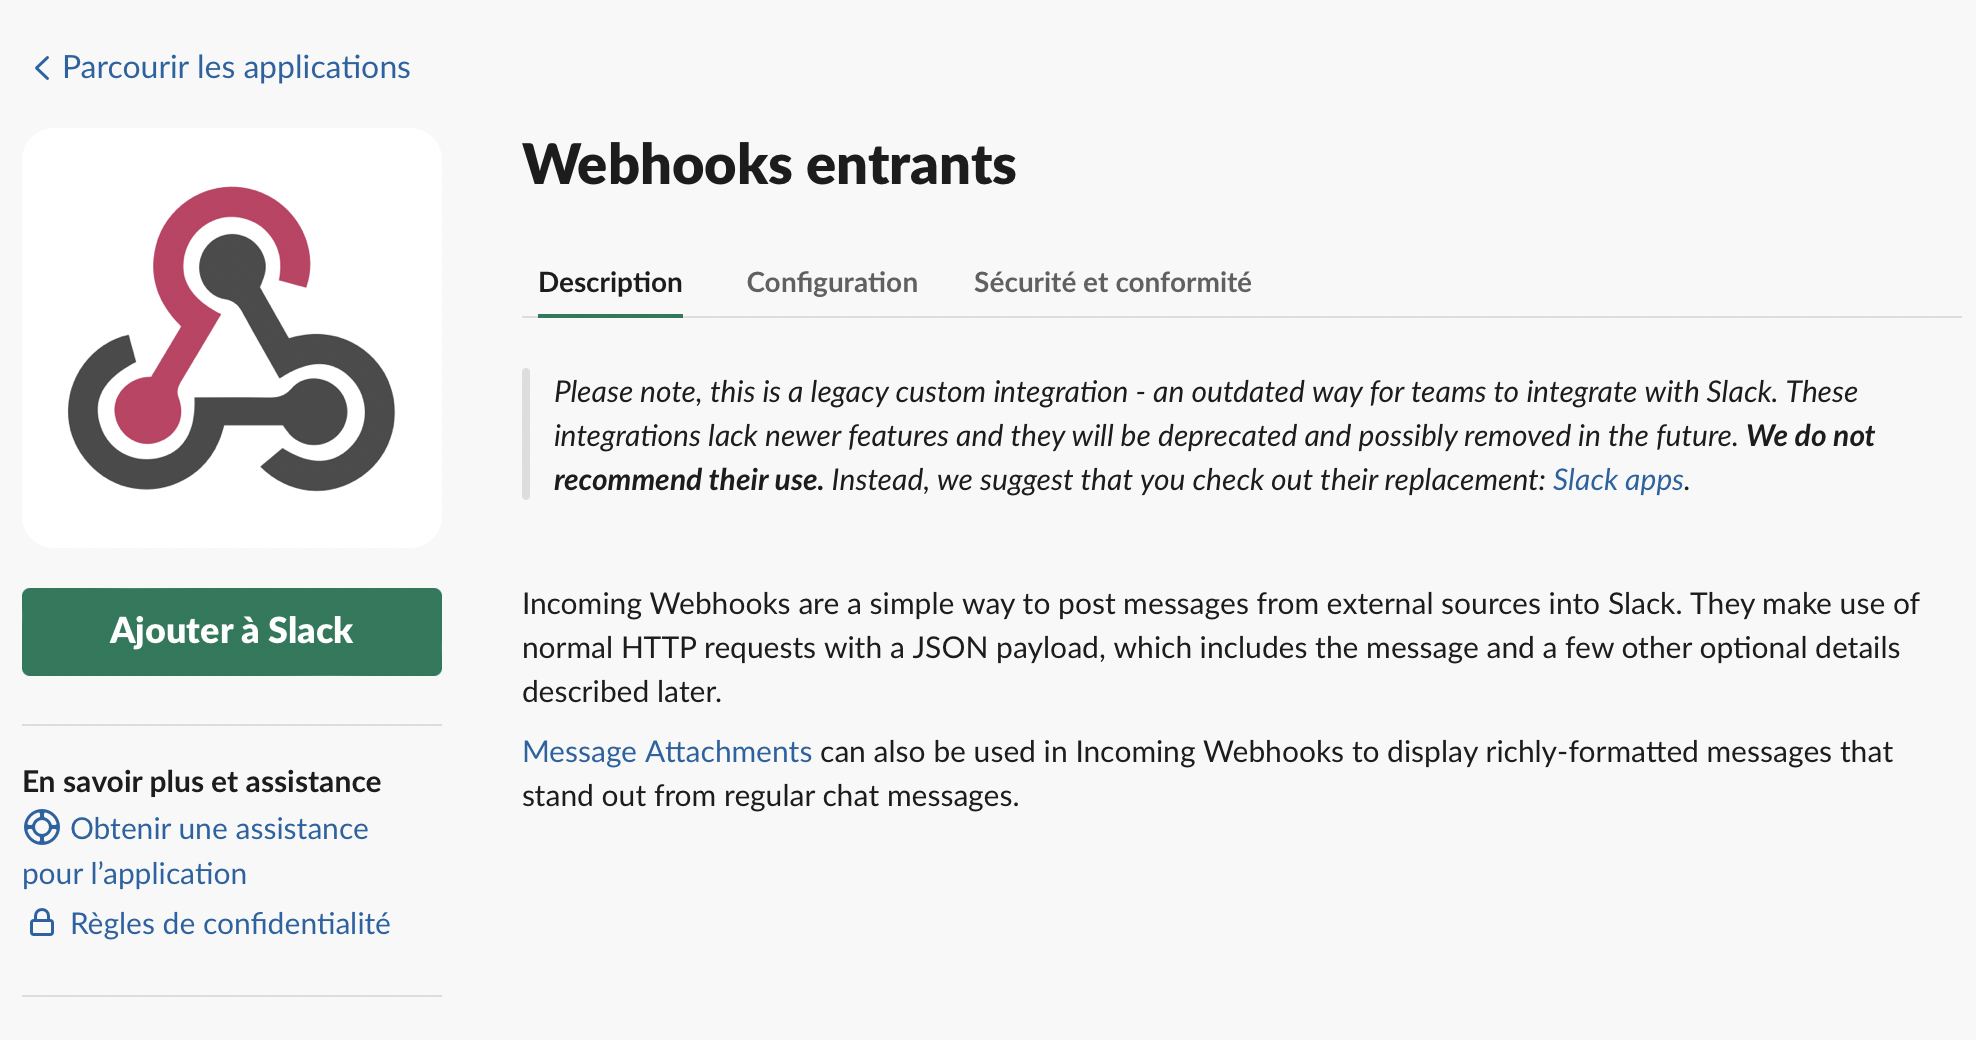 Parcourir les applications
Webhooks entrants
Description Configuration Sécurité et conformité
Please note, this is a legacy custom integration - an outdated way for teams to integrate with Slack. These
integrations lack newer features and they will be deprecated and possibly removed in the future. We do not
recommend their use. Instead, we suggest that you check out their replacement: Slack apps.
Incoming Webhooks are a simple way to post messages from external sources into Slack. They make use of
normal HTTP requests with a JSON payload, which includes the message and a few other optional details
described later.
Message Attachments can also be used in Incoming Webhooks to display richly-formatted messages that
stand out from regular chat messages.
Ajouter à Slack
En savoir plus et assistance
Obtenir une assistance
pour l’application
Règles de confidentialité